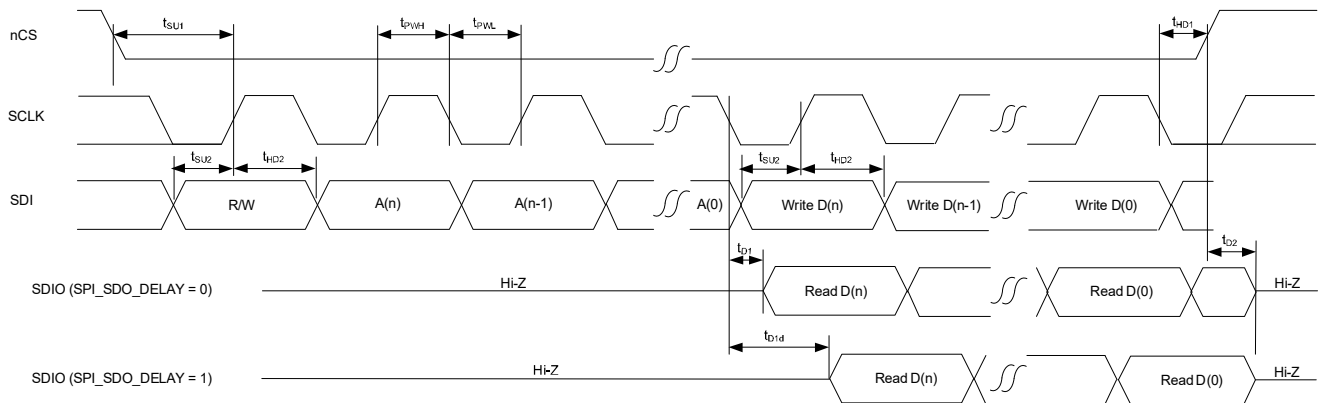 nCS tSU1 tPWH tPWL tHD1
SCLK
tSU2 tHD2 tSU2 tHD2
SDI R/W A(n) A(n-1) A(0) Write D(n) Write D(n-1) Write D(0)
tD1 tD2
SDIO (SPI_SDO_DELAY = 0) Hi-Z Read D(n) Read D(0) Hi-Z
tD1d
SDIO (SPI_SDO_DELAY = 1) Hi-Z Read D(n) Read D(0) Hi-Z